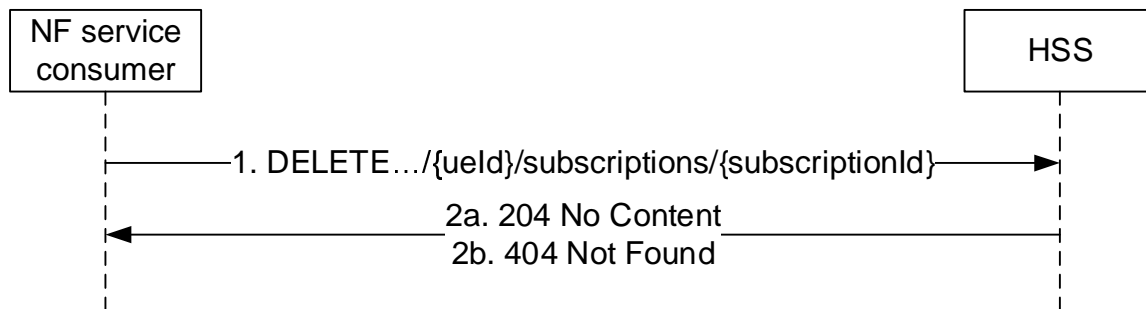 NF service
consumer
HSS
1. DELETE…/{ueId}/subscriptions/{subscriptionId}
2a. 204 No Content
2b. 404 Not Found